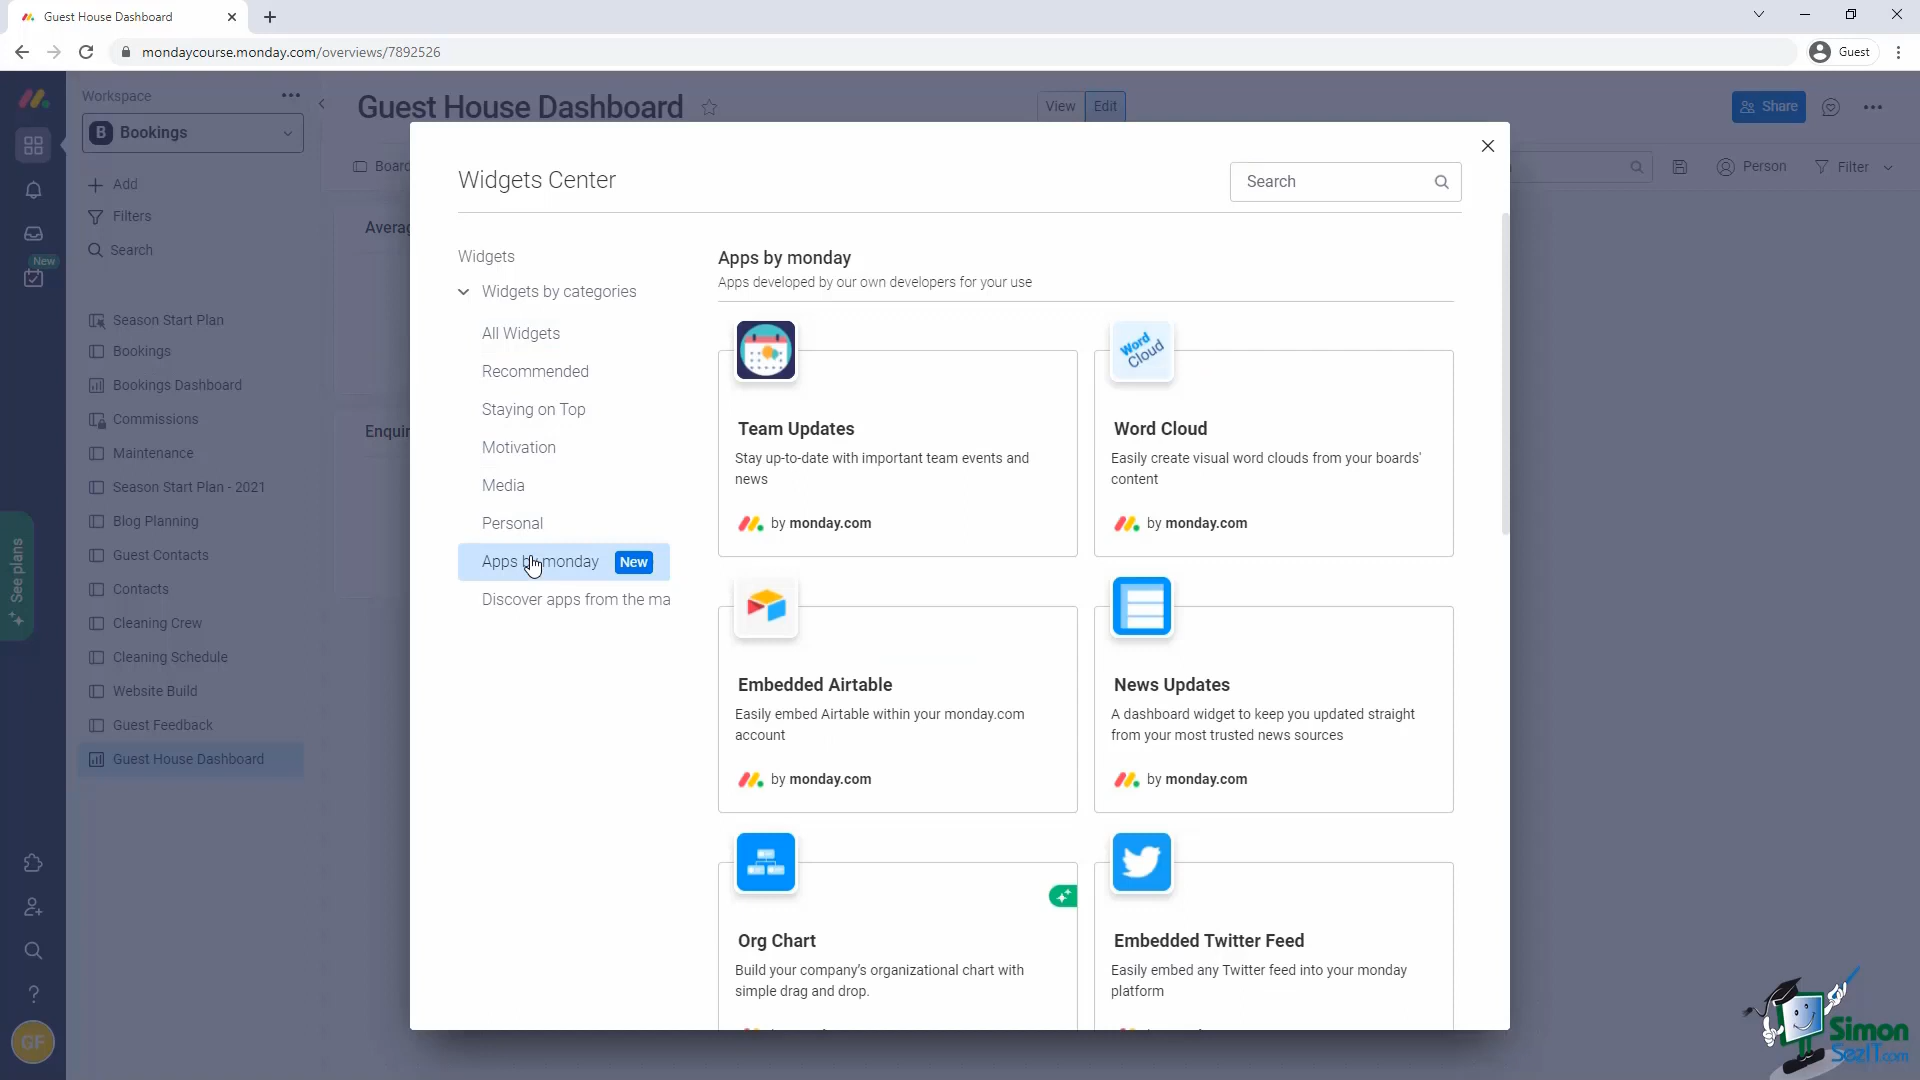 Guest House Dashboard
mondaycourse.monday.com/overviews/7892526
Guest
Workspace
B Bookings
Add
Filters
Search
New
Season Start Plan
Bookings
Bookings Dashboard
Commissions
Maintenance
Season Start Plan - 2021
Blog Planning
Guest Contacts
Contacts
Cleaning Crew
Cleaning Schedule
Website Build
Guest Feedback
Guest House Dashboard
See plans
GF
Guest House Dashboard
View
Edit
Share
Board
Person
Filter
Averag
Enquir
Widgets Center
Search
Widgets
Widgets by categories
All Widgets
Recommended
Staying on Top
Motivation
Media
Personal
Apps by monday New
Discover apps from the ma
Apps by monday
Apps developed by our own developers for your use
Team Updates
Stay up-to-date with important team events and
news
by monday.com
Word Cloud
Word Cloud
Easily create visual word clouds from your boards'
content
by monday.com
Embedded Airtable
Easily embed Airtable within your monday.com
account
by monday.com
News Updates
A dashboard widget to keep you updated straight
from your most trusted news sources
by monday.com
Org Chart
Build your company's organizational chart with
simple drag and drop.
Embedded Twitter Feed
Easily embed any Twitter feed into your monday
platform
Simon
SezIT.com